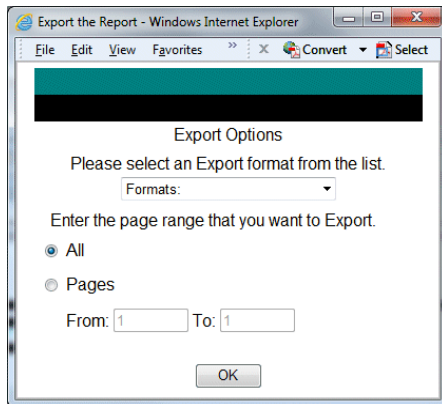 Export the Report - Windows Internet Explorer
File Edit View Favorites » X Convert Select
Export Options
Please select an Export format from the list.
Formats:
Enter the page range that you want to Export.
All
Pages
From: 1 To: 1
OK